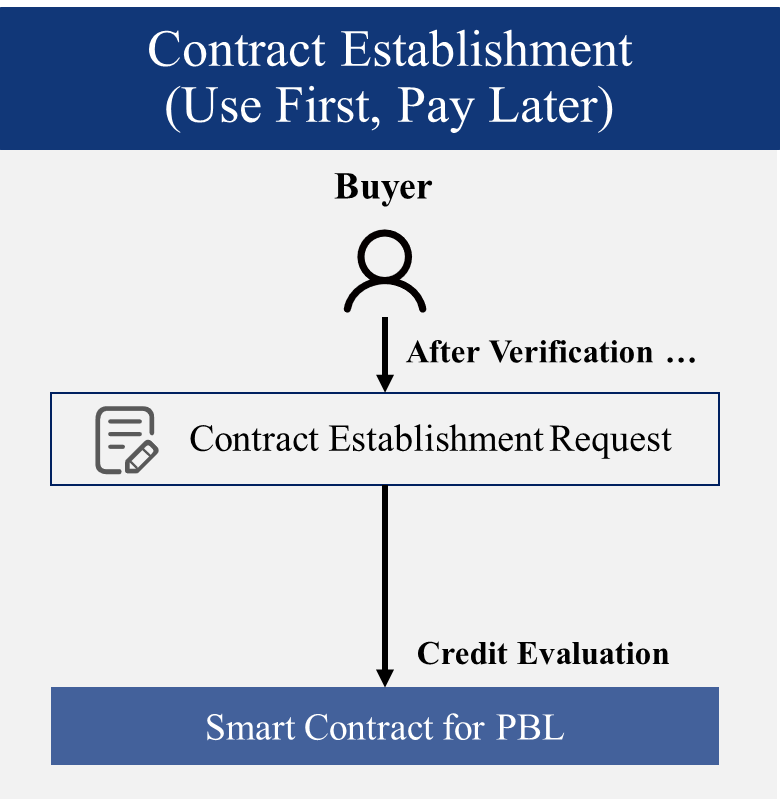 Contract Establishment
(Use First, Pay Later)
Buyer
After Verification …
Contract Establishment Request
Credit Evaluation
Smart Contract for PBL